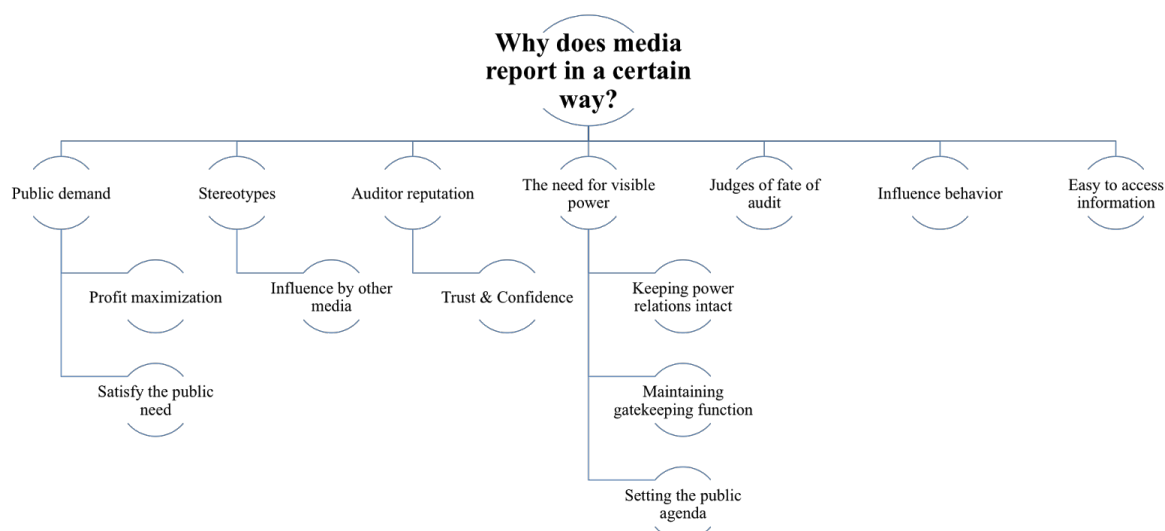 Why does media
report in a certain
way?
Public demand
Stereotypes
Auditor reputation
The need for visible
power
Judges of fate of
audit
Influence behavior
Easy to access
information
Profit maximization
Influence by other
media
Trust & Confidence
Keeping power
relations intact
Satisfy the public
need
Maintaining
gatekeeping function
Setting the public
agenda